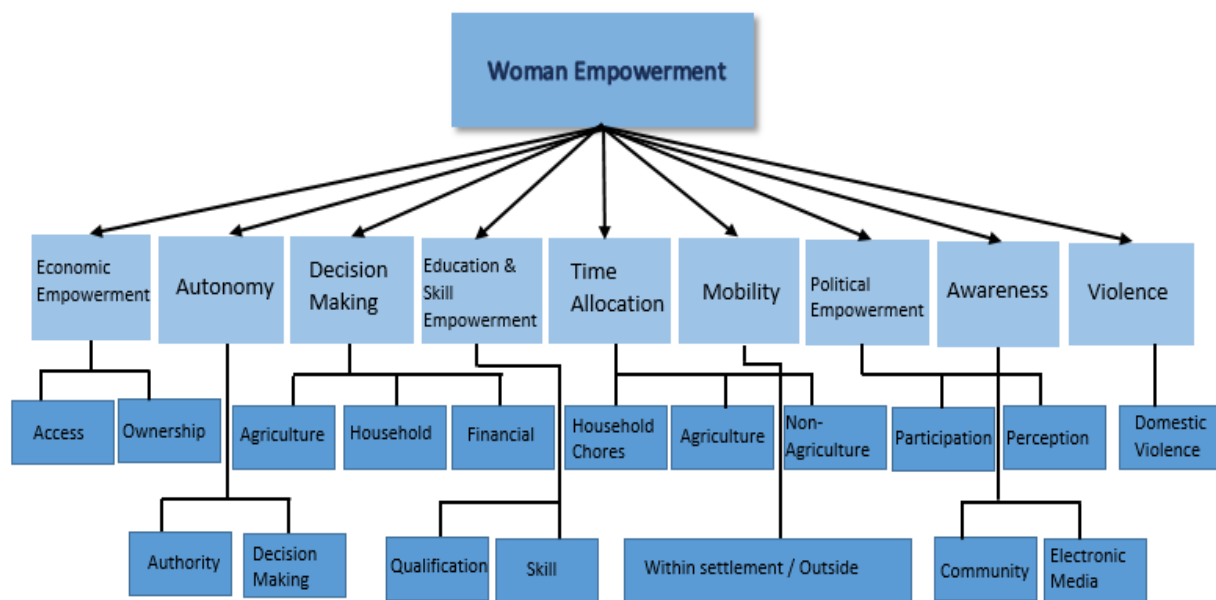 Woman Empowerment
Economic
Empowerment
Autonomy
Decision
Making
Education &
Skill
Empowerment
Time
Allocation
Mobility
Political
Empowerment
Awareness
Violence
Access
Ownership
Agriculture
Household
Financial
Household
Chores
Agriculture
Non-
Agriculture
Participation
Perception
Domestic
Violence
Authority
Decision
Making
Qualification
Skill
Within settlement / Outside
Community
Electronic
Media